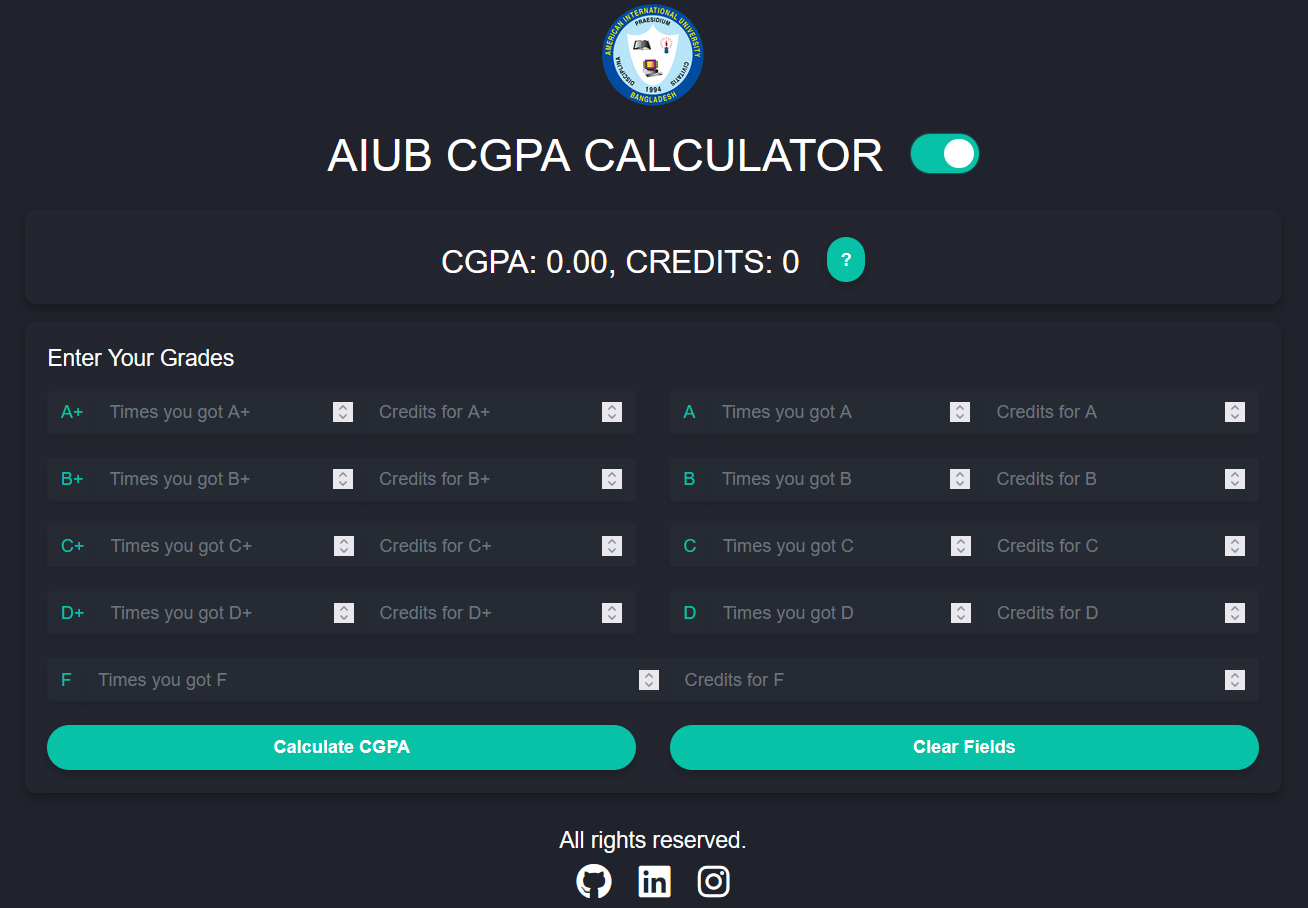 AMERICAN INTERNATIONAL UNIVERSITY
PRAESIDIUM
DISCIPLINA
CIVITATIS
1994
BANGLADESH
AIUB CGPA CALCULATOR
CGPA: 0.00, CREDITS: 0 ?
Enter Your Grades
A+ Times you got A+ Credits for A+ A Times you got A Credits for A
B+ Times you got B+ Credits for B+ B Times you got B Credits for B
C+ Times you got C+ Credits for C+ C Times you got C Credits for C
D+ Times you got D+ Credits for D+ D Times you got D Credits for D
F Times you got F Credits for F
Calculate CGPA Clear Fields
All rights reserved.
in